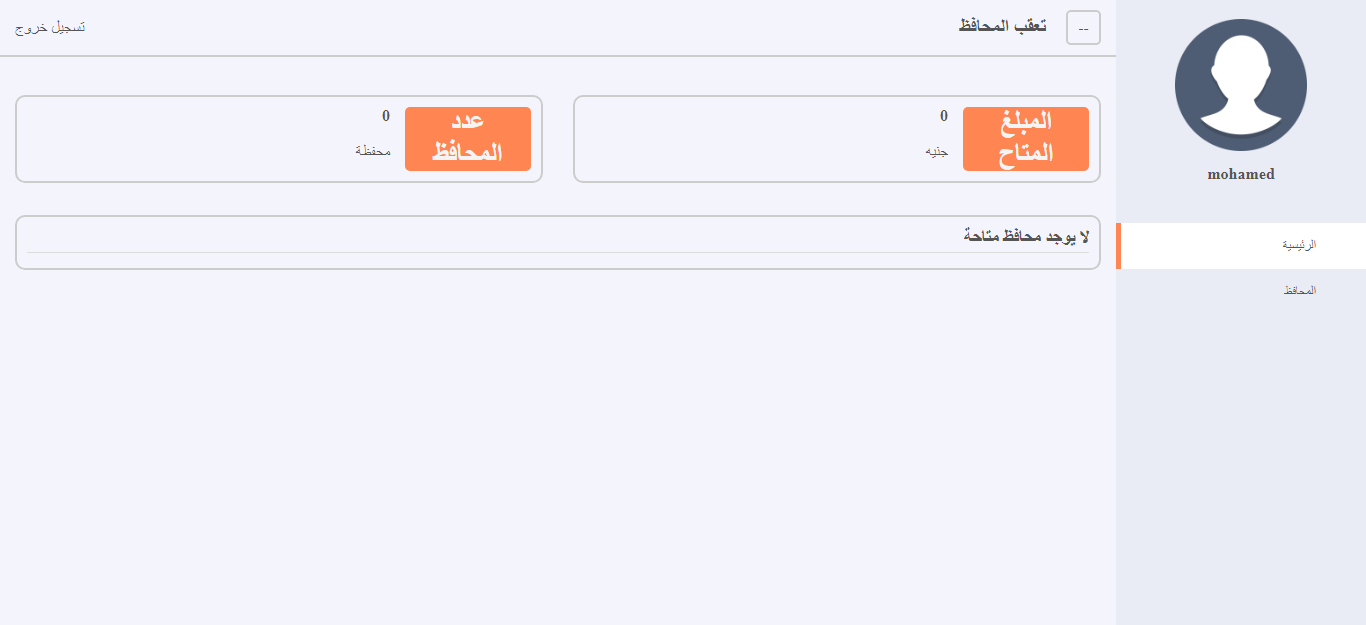 --
تعقب المحافظ
تسجيل خروج
mohamed
الرئيسية
المحافظ
المبلغ
المتاح
0
جنيه
عدد
المحافظ
0
محفظة
لا يوجد محافظ متاحة